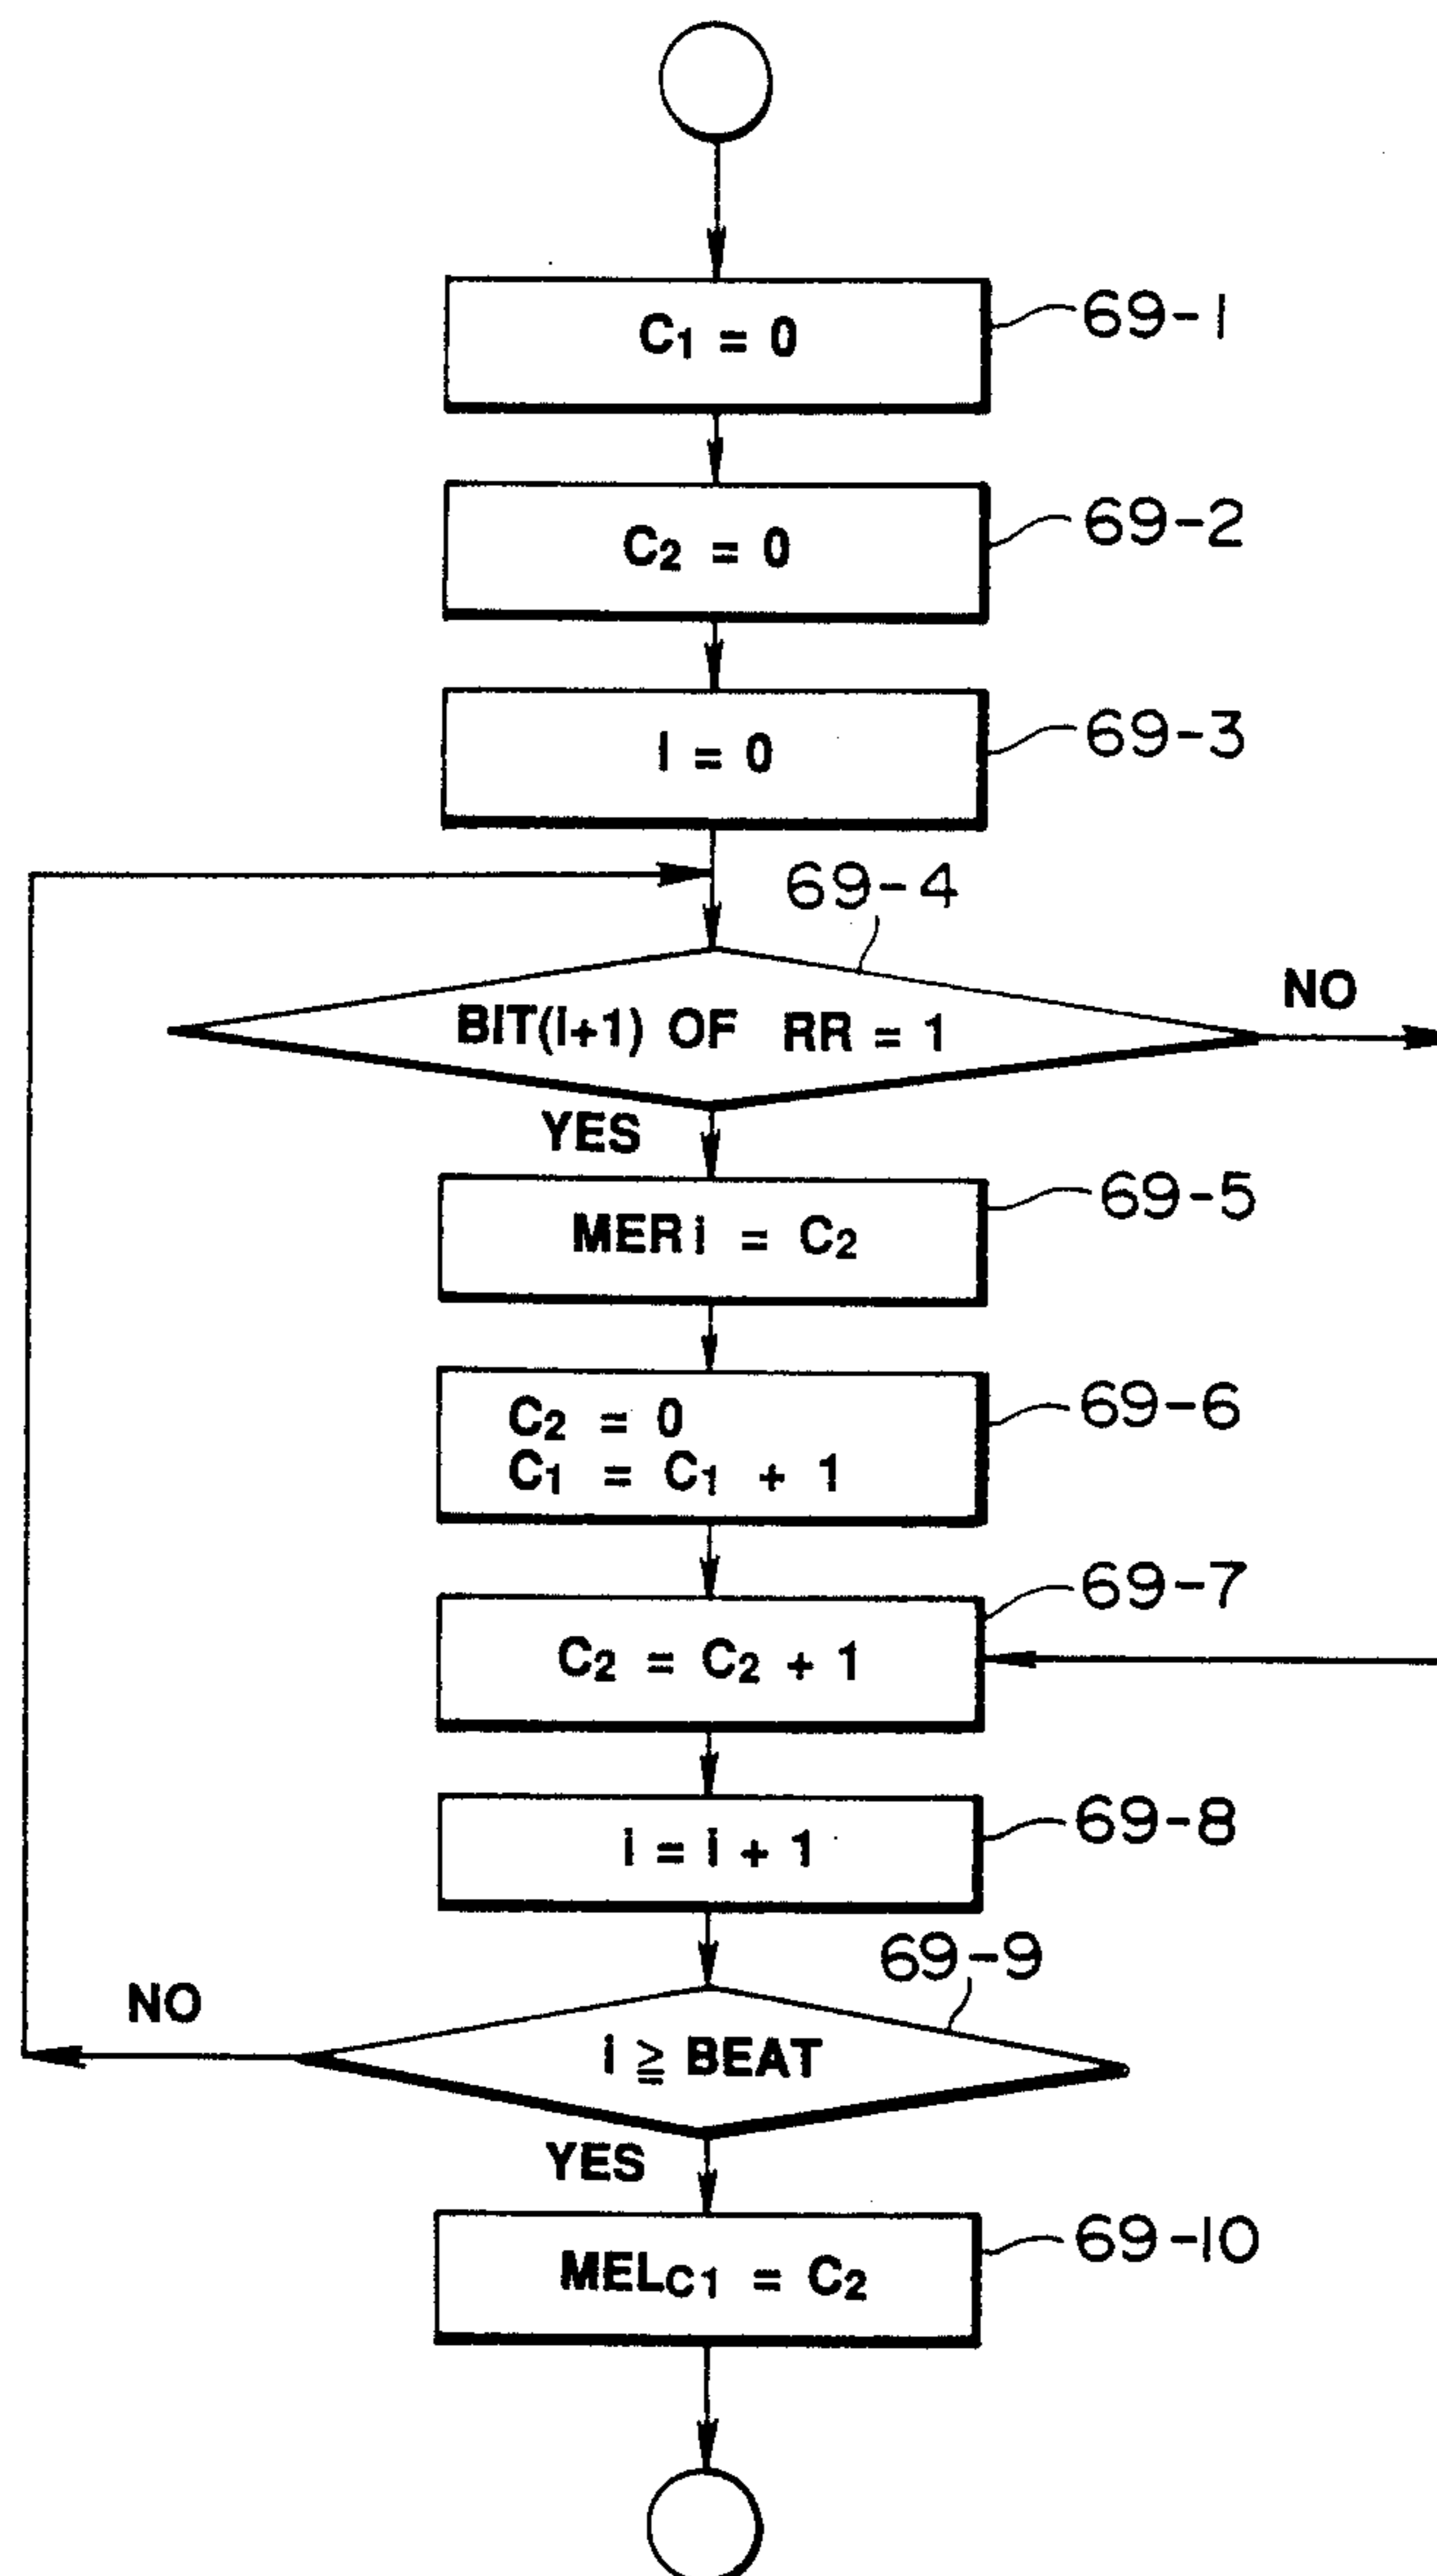 C1 = 0
69-1
C2 = 0
69-2
I = 0
69-3
69-4
BIT(i+1) OF RR = 1
NO
YES
MER i = C2
69-5
C2 = 0
C1 = C1 + 1
69-6
C2 = C2 + 1
69-7
i = i + 1
69-8
69-9
NO
i ≧ BEAT
YES
MELC1 = C2
69-10